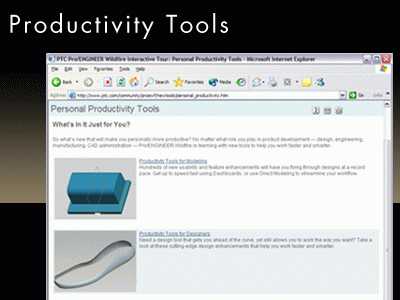 Productivity Tools
PTC Pro/ENGINEER Wildfire Interactive Tour: Personal Productivity Tools - Microsoft Internet Explorer
File Edit View Favorites Tools Help
Back Search Favorites Media
Address http://www.ptc.com/community/proewf/newtools/personal_productivity.htm Go Links
Personal Productivity Tools
What's In It Just for You?
So what's new that will make you personally more productive? No matter what role you play in product development — design, engineering,
manufacturing, CAD administration — Pro/ENGINEER Wildfire is teeming with new tools to help you work faster and smarter.
Productivity Tools for Modeling
Hundreds of new usability and feature enhancements will have you flying through designs at a record
pace. Get up to speed fast using Dashboards, or use Direct Modeling to streamline your workflow.
Productivity Tools for Designers
Need a design tool that gets you ahead of the curve, yet still allows you to work the way you want? Take a
look at these cutting-edge design enhancements that help you work faster and smarter.